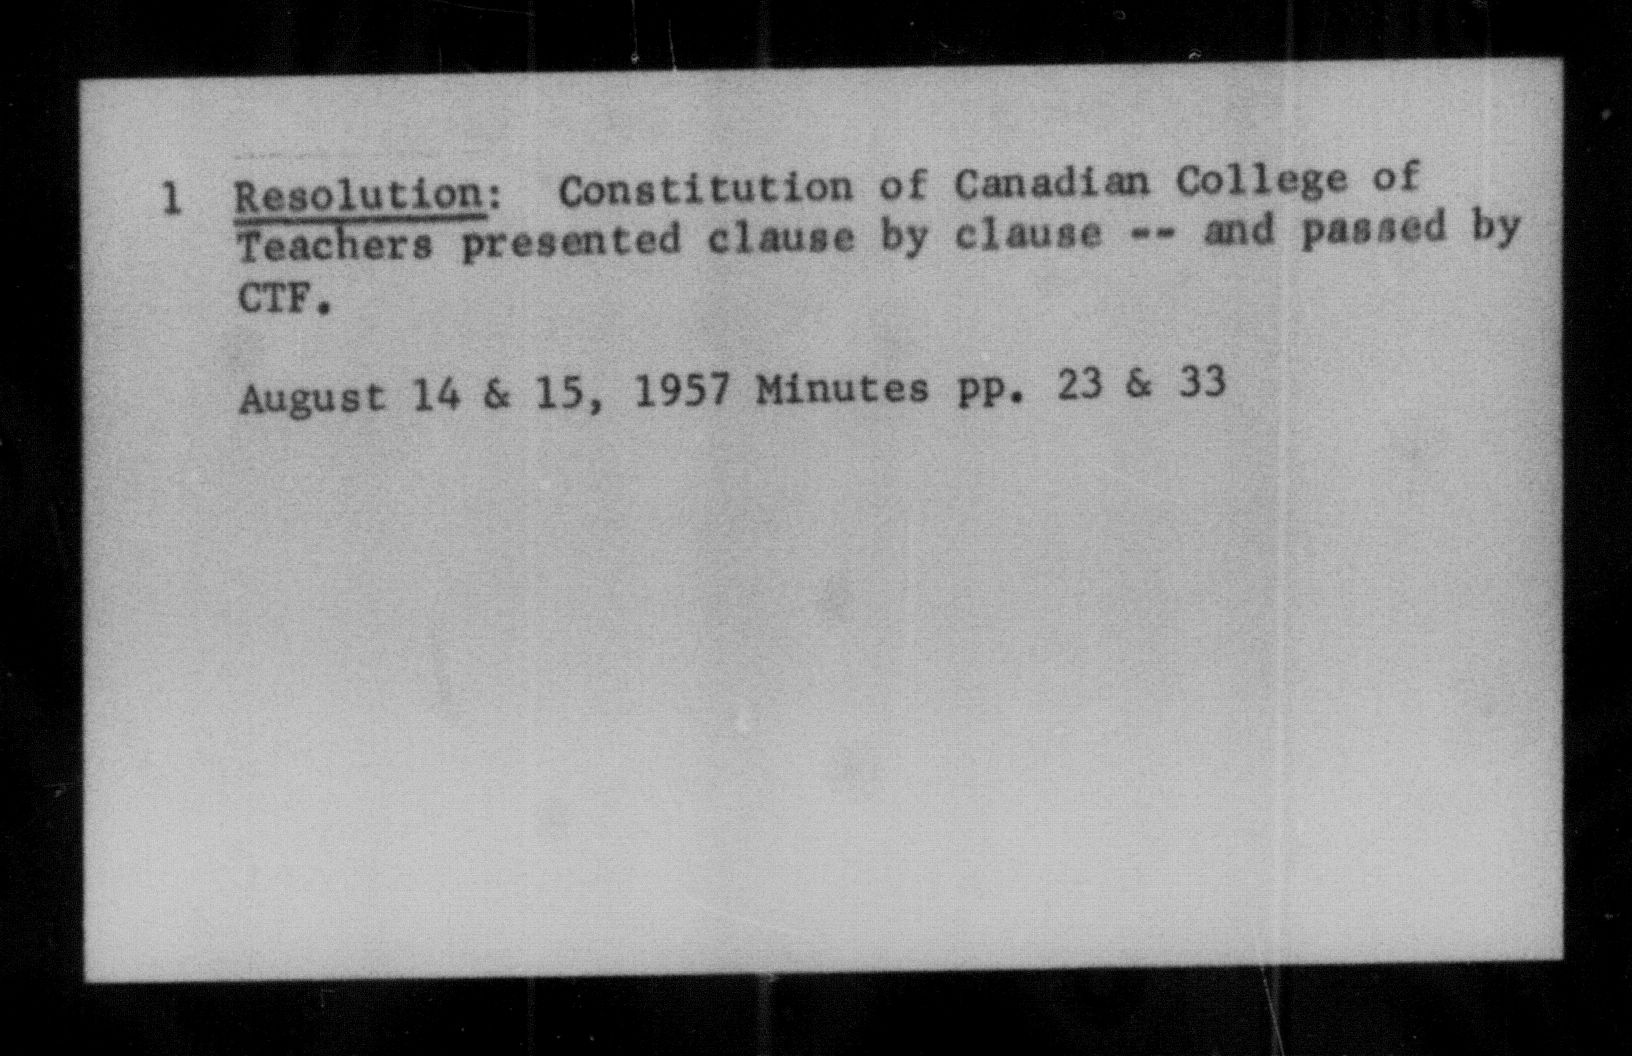 1 Resolution: Constitution of Canadian College of
Teachers presented clause by clause -- and passed by
CTF.
August 14 & 15, 1957 Minutes pp. 23 & 33